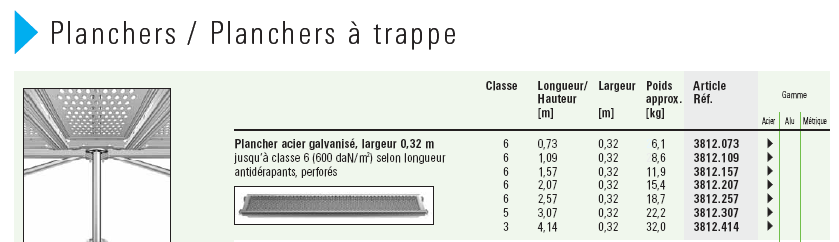 Planchers / Planchers à trappe
Classe Longueur/ Largeur Poids Article
Hauteur approx. Réf. Gamme
[m] [m] [kg]
Acier Alu Métrique
Plancher acier galvanisé, largeur 0,32 m 6 0,73 0,32 6,1 3812.073
jusqu'à classe 6 (600 daN/m²) selon longueur 6 1,09 0,32 8,6 3812.109
antidérapants, perforés 6 1,57 0,32 11,9 3812.157
6 2,07 0,32 15,4 3812.207
6 2,57 0,32 18,7 3812.257
5 3,07 0,32 22,2 3812.307
3 4,14 0,32 32,0 3812.414